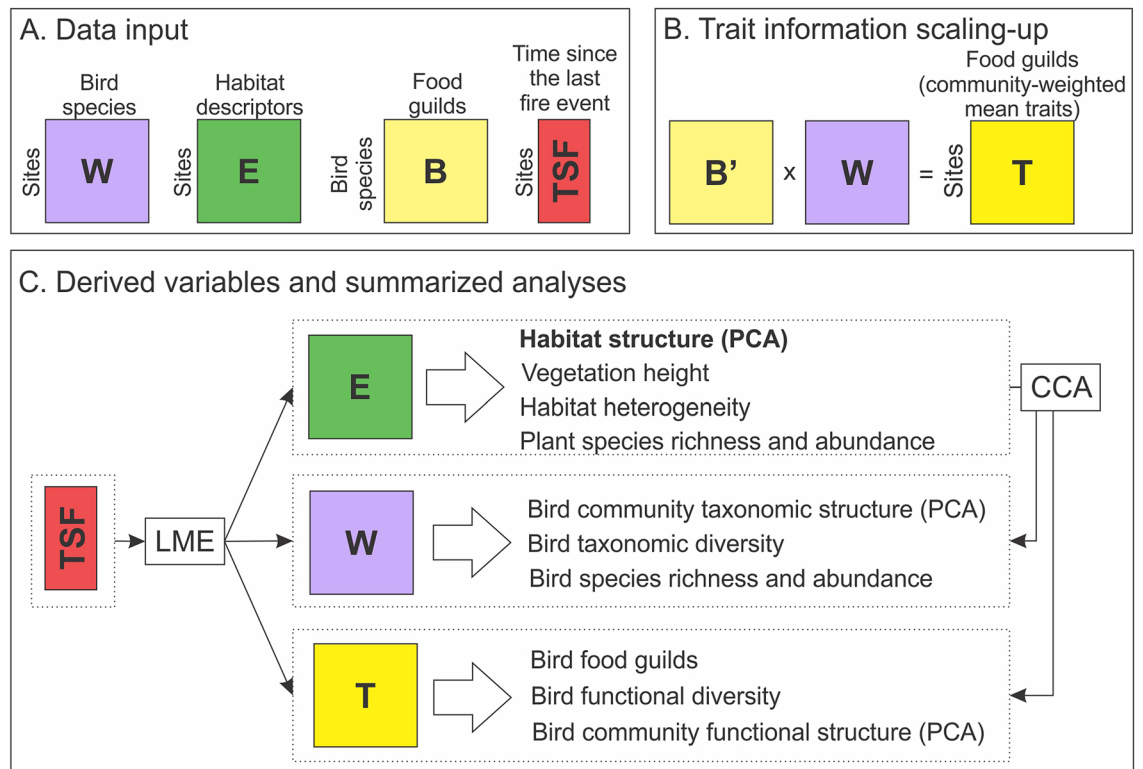 A. Data input
Bird
species
Sites
W
Habitat
descriptors
Sites
E
Food
guilds
Bird
species
B
Time since
the last
fire event
Sites
TSF
B. Trait information scaling-up
Food guilds
(community-weighted
mean traits)
B’ x W = Sites T
C. Derived variables and summarized analyses
TSF
LME
E
Habitat structure (PCA)
Vegetation height
Habitat heterogeneity
Plant species richness and abundance
CCA
W
Bird community taxonomic structure (PCA)
Bird taxonomic diversity
Bird species richness and abundance
T
Bird food guilds
Bird functional diversity
Bird community functional structure (PCA)